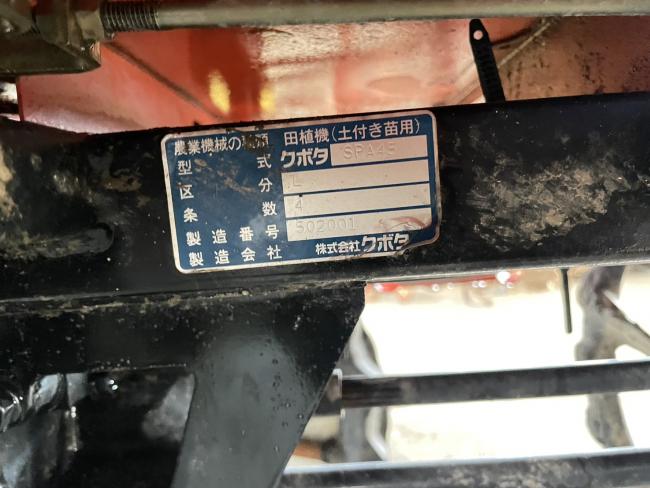 農業機械の種類 田植機(土付き苗用)
型式 クボタ SPA45
区分 L
条数 4
製造番号 502001
製造会社 株式会社クボタ